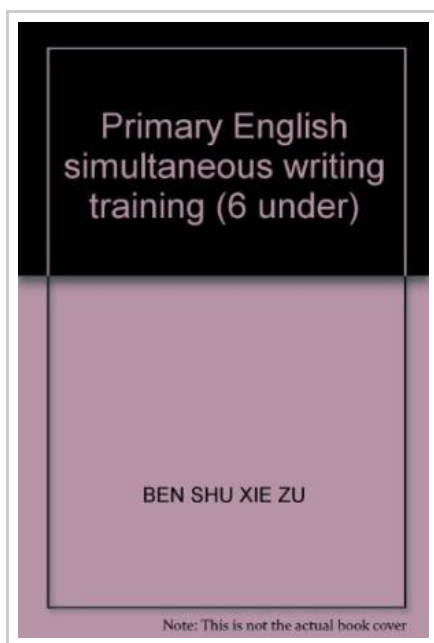 Primary English
simultaneous writing
training (6 under)
BEN SHU XIE ZU
Note: This is not the actual book cover